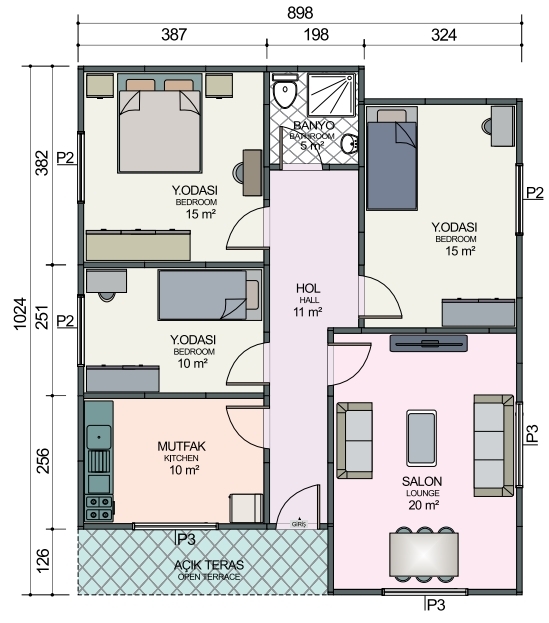 898
387
198
324
BANYO
BATHROOM
5 m²
382
P2
Y.ODASI
BEDROOM
15 m²
P2
Y.ODASI
BEDROOM
15 m²
HOL
HALL
11 m²
1024
251
P2
Y.ODASI
BEDROOM
10 m²
256
MUTFAK
KITCHEN
10 m²
P3
SALON
LOUNGE
20 m²
GİRİŞ
P3
126
AÇIK TERAS
OPEN TERRACE
P3